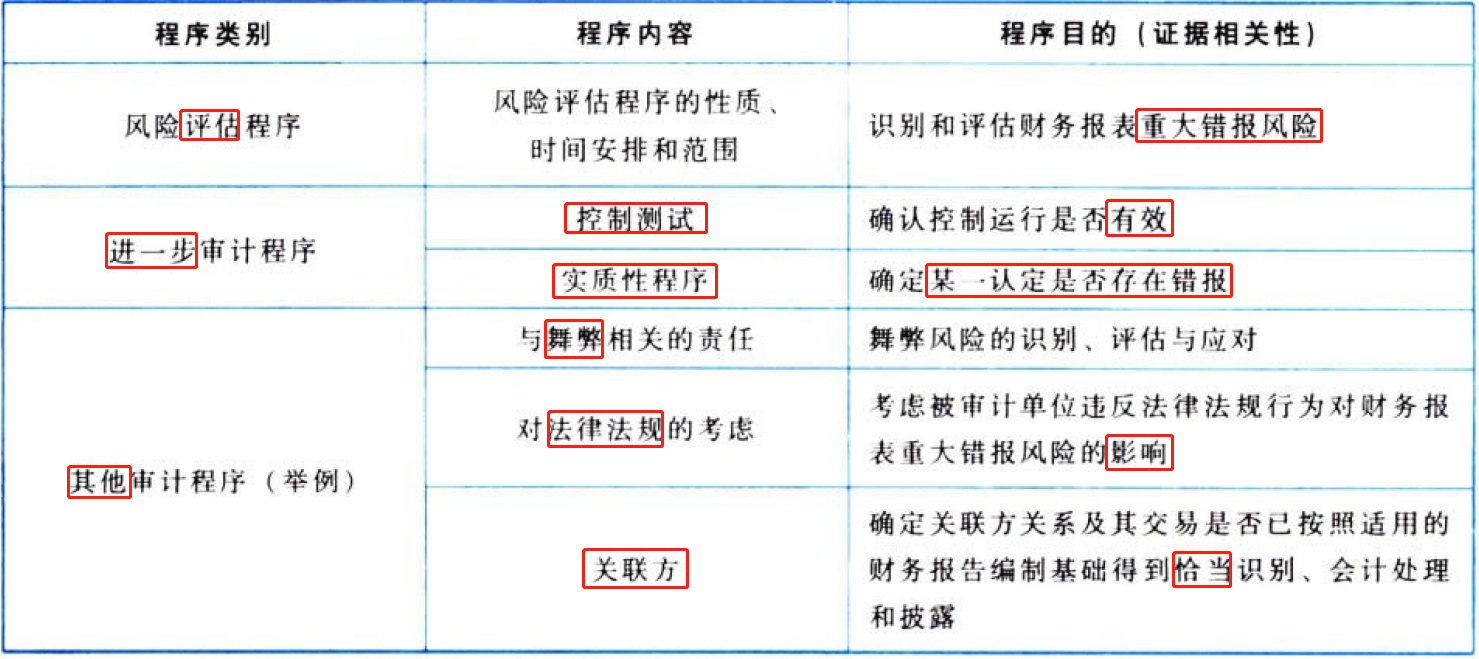 程序类别
程序内容
程序目的（证据相关性）
风险评估程序
风险评估程序的性质、
时间安排和范围
识别和评估财务报表重大错报风险
进一步审计程序
控制测试
确认控制运行是否有效
实质性程序
确定某一认定是否存在错报
其他审计程序（举例）
与舞弊相关的责任
舞弊风险的识别、评估与应对
对法律法规的考虑
考虑被审计单位违反法律法规行为对财务报
表重大错报风险的影响
关联方
确定关联方关系及其交易是否已按照适用的
财务报告编制基础得到恰当识别、会计处理
和披露